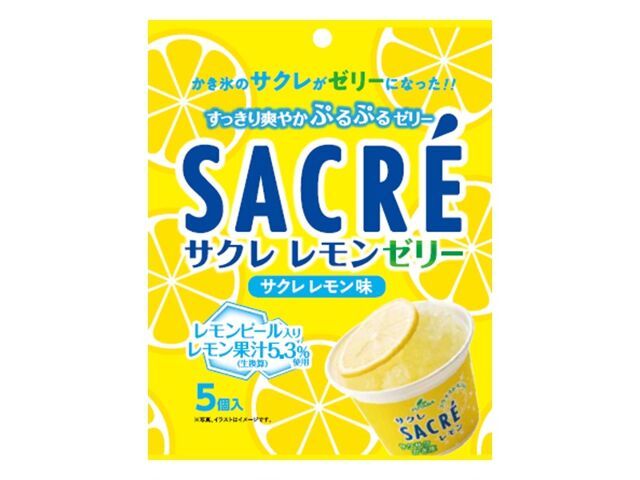 かき氷のサクレがゼリーになった!!
すっきり爽やかぷるぷるゼリー
SACRÉ
サクレ レモンゼリー
サクレ レモン味
レモンピール入り
レモン果汁5.3%使用
(生換算)
5個入
※写真、イラストはイメージです。
サクレ
SACRÉ
レモン